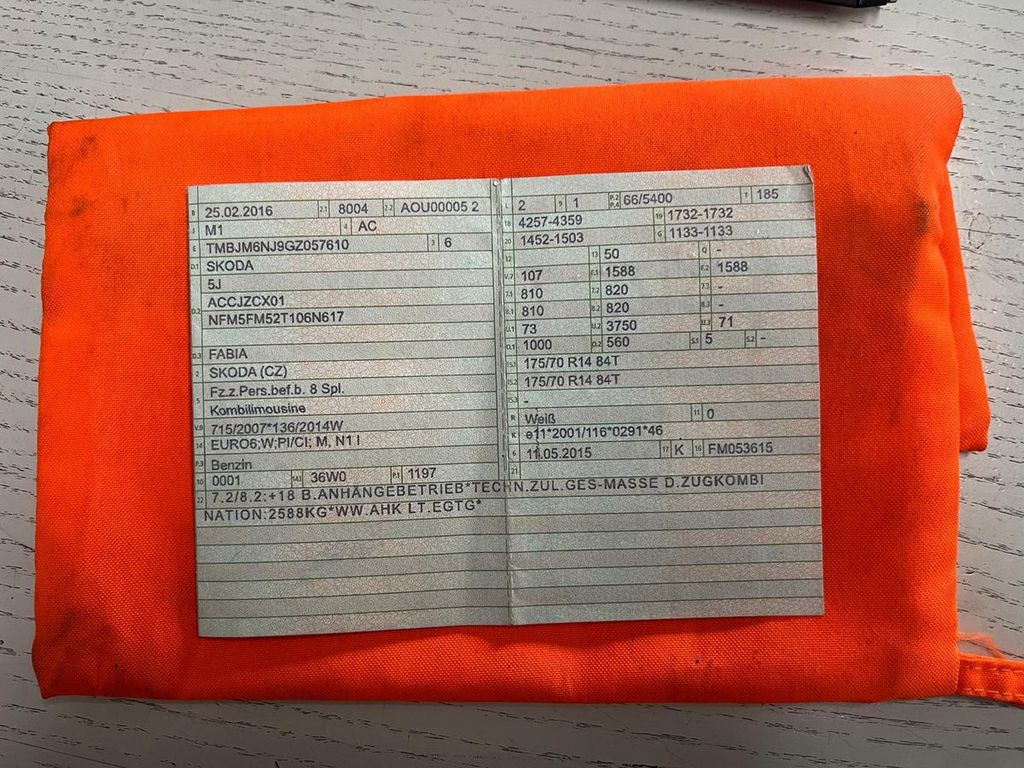 B 25.02.2016 2.1 8004 2.2 AOU00005 2
J M1 4 AC
E TMBJM6NJ9GZ057610 3 6
D.1 SKODA
5J
D.2 ACCJZCX01
NFM5FM52T106N617
D.3 FABIA
2 SKODA (CZ)
5 Fz.z.Pers.bef.b. 8 Spl.
Kombilimousine
V.9 715/2007*136/2014W
14 EURO6;W;PI/CI; M, N1 I
P.3 Benzin
10 0001 14.1 36W0 P.1 1197
L 2 9 1 P.2 P.4 66/5400 T 185
18 4257-4359 19 1732-1732
20 1452-1503 G 1133-1133
12 13 50 Q -
V.7 107 F.1 1588 F.2 1588
7.1 810 7.2 820 7.3 -
8.1 810 8.2 820 8.3 -
U.1 73 U.2 3750 U.3 71
O.1 1000 O.2 560 S.1 5 S.2 -
15.1 175/70 R14 84T
15.2 175/70 R14 84T
15.3 -
R Weiß 11 0
K e11*2001/116*0291*46
6 11.05.2015 17 K 16 FM053615
21
22 7.2/8.2:+18 B.ANHÄNGEBETRIEB*TECHN.ZUL.GES-MASSE D.ZUGKOMBI
NATION:2588KG*WW.AHK LT.EGTG*